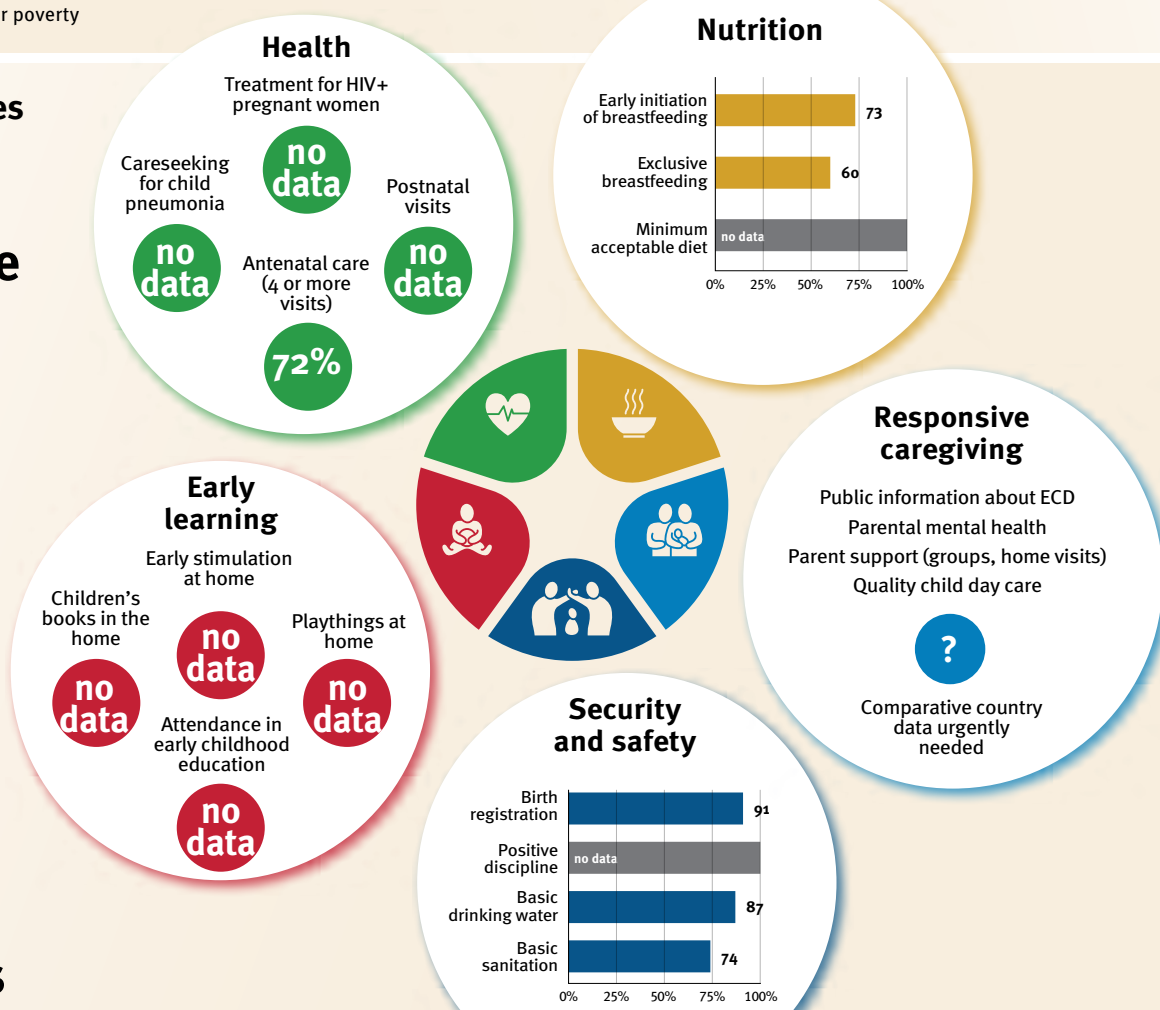 r poverty
es
e
s
Health
Treatment for HIV+
pregnant women
no
data
Careseeking
for child
pneumonia
no
data
Postnatal
visits
no
data
Antenatal care
(4 or more
visits)
72%
Nutrition
Early initiation
of breastfeeding
73
Exclusive
breastfeeding
60
Minimum
acceptable diet
no data
0% 25% 50% 75% 100%
Responsive
caregiving
Public information about ECD
Parental mental health
Parent support (groups, home visits)
Quality child day care
?
Comparative country
data urgently
needed
Early
learning
Early stimulation
at home
no
data
Children's
books in the
home
no
data
Playthings at
home
no
data
Attendance in
early childhood
education
no
data
Security
and safety
Birth
registration
91
Positive
discipline
no data
Basic
drinking water
87
Basic
sanitation
74
0% 25% 50% 75% 100%